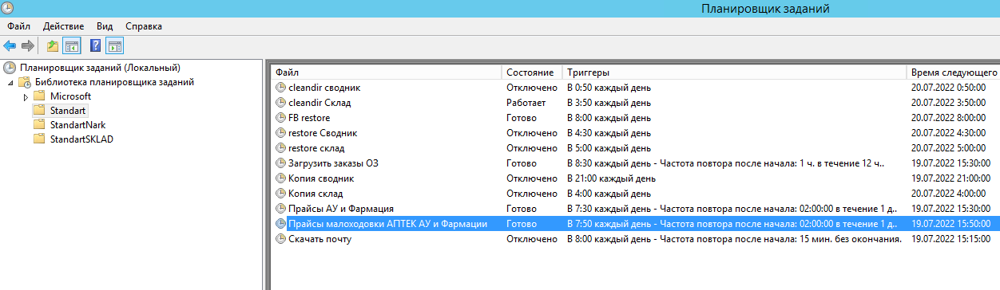 Планировщик заданий
Файл Действие Вид Справка
Планировщик заданий (Локальный)
Библиотека планировщика заданий
Microsoft
Standart
StandartNark
StandartSKLAD
Файл Состояние Триггеры Время следующего
cleandir сводник Отключено В 0:50 каждый день 20.07.2022 0:50:00
cleandir Склад Работает В 3:50 каждый день 20.07.2022 3:50:00
FB restore Готово В 8:00 каждый день 20.07.2022 8:00:00
restore Сводник Отключено В 4:30 каждый день 20.07.2022 4:30:00
restore склад Отключено В 5:00 каждый день 20.07.2022 5:00:00
Загрузить заказы ОЗ Готово В 8:30 каждый день - Частота повтора после начала: 1 ч. в течение 12 ч.. 19.07.2022 15:30:00
Копия сводник Отключено В 21:00 каждый день 19.07.2022 21:00:00
Копия склад Отключено В 4:00 каждый день 20.07.2022 4:00:00
Прайсы АУ и Фармация Готово В 7:30 каждый день - Частота повтора после начала: 02:00:00 в течение 1 д.. 19.07.2022 15:30:00
Прайсы малоходовки АПТЕК АУ и Фармации Готово В 7:50 каждый день - Частота повтора после начала: 02:00:00 в течение 1 д.. 19.07.2022 15:50:00
Скачать почту Отключено В 8:00 каждый день - Частота повтора после начала: 15 мин. без окончания. 19.07.2022 15:15:00